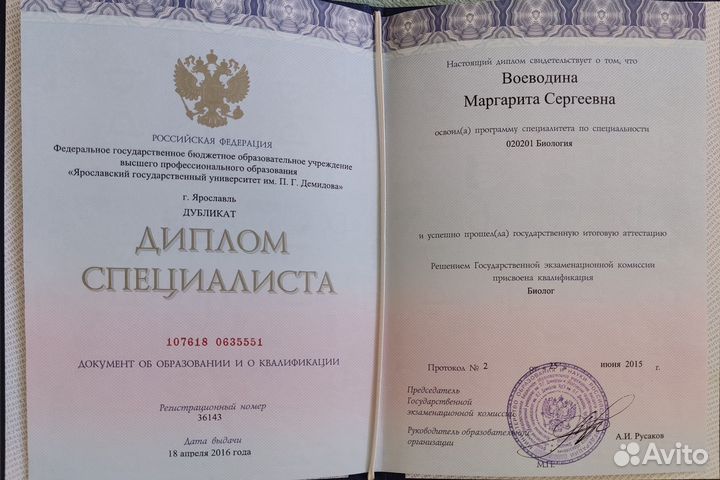 РОССИЙСКАЯ ФЕДЕРАЦИЯ
Федеральное государственное бюджетное образовательное учреждение
высшего профессионального образования
«Ярославский государственный университет им. П. Г. Демидова»
г. Ярославль
ДУБЛИКАТ
ДИПЛОМ
СПЕЦИАЛИСТА
107618 0635551
ДОКУМЕНТ ОБ ОБРАЗОВАНИИ И О КВАЛИФИКАЦИИ
Регистрационный номер
36143
Дата выдачи
18 апреля 2016 года
Настоящий диплом свидетельствует о том, что
Воеводина
Маргарита Сергеевна
освоил(а) программу специалитета по специальности
020201 Биология
и успешно прошел(ла) государственную итоговую аттестацию
Решением Государственной экзаменационной комиссии
присвоена квалификация
Биолог
Протокол № 2 от 25 июня 2015 г.
Председатель
Государственной
экзаменационной комиссии
Руководитель образовательной
организации
А.И. Русаков
М.П.
Avito